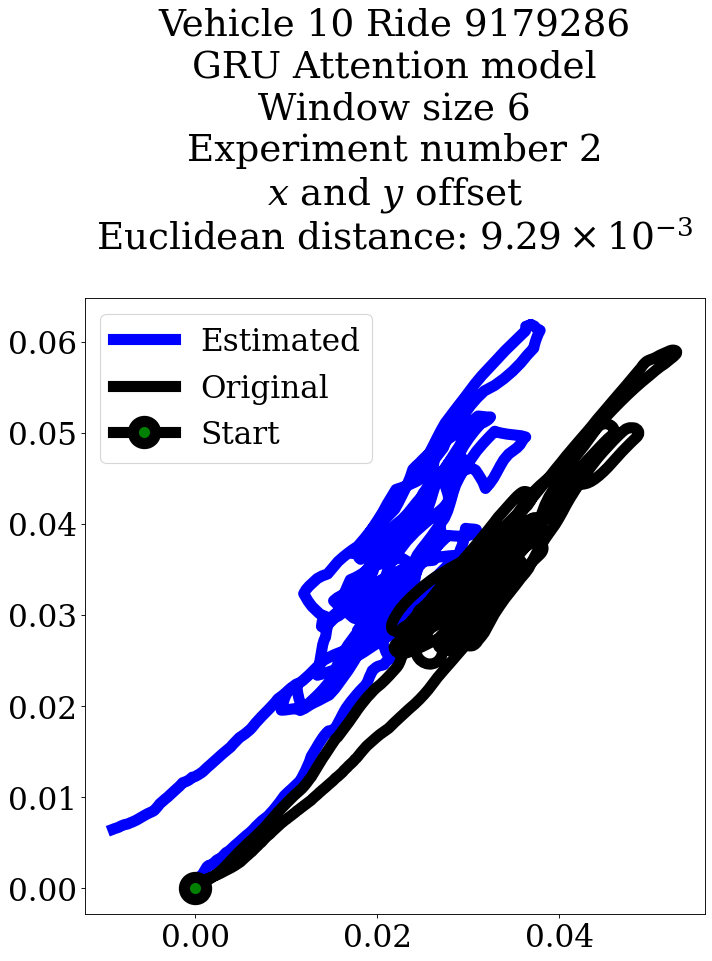 Vehicle 10 Ride 9179286
GRU Attention model
Window size 6
Experiment number 2
x and y offset
Euclidean distance: 9.29 × 10⁻³
Estimated
Original
Start
0.06
0.05
0.04
0.03
0.02
0.01
0.00
0.00 0.02 0.04